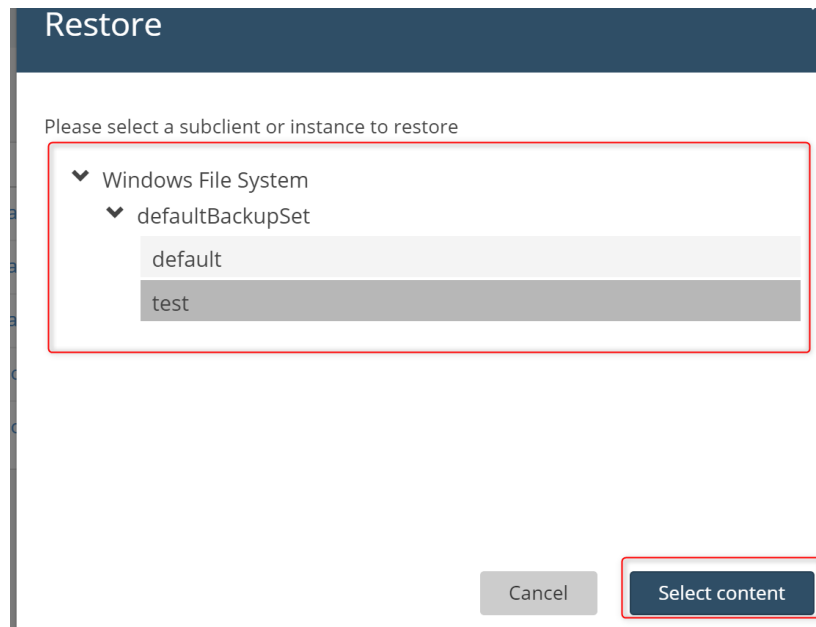 Restore
Please select a subclient or instance to restore
Windows File System
defaultBackupSet
default
test
Cancel
Select content